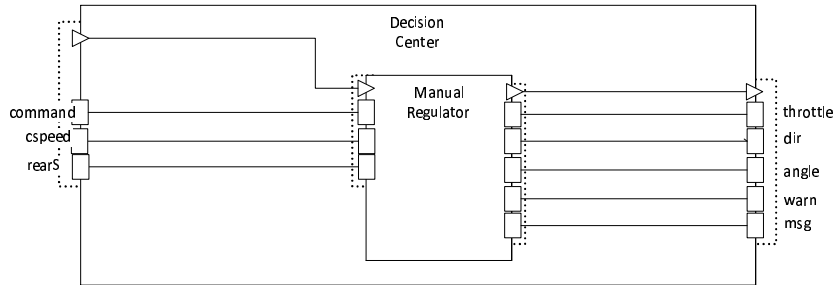 Decision
Center
Manual
Regulator
command
cspeed
rearS
throttle
dir
angle
warn
msg